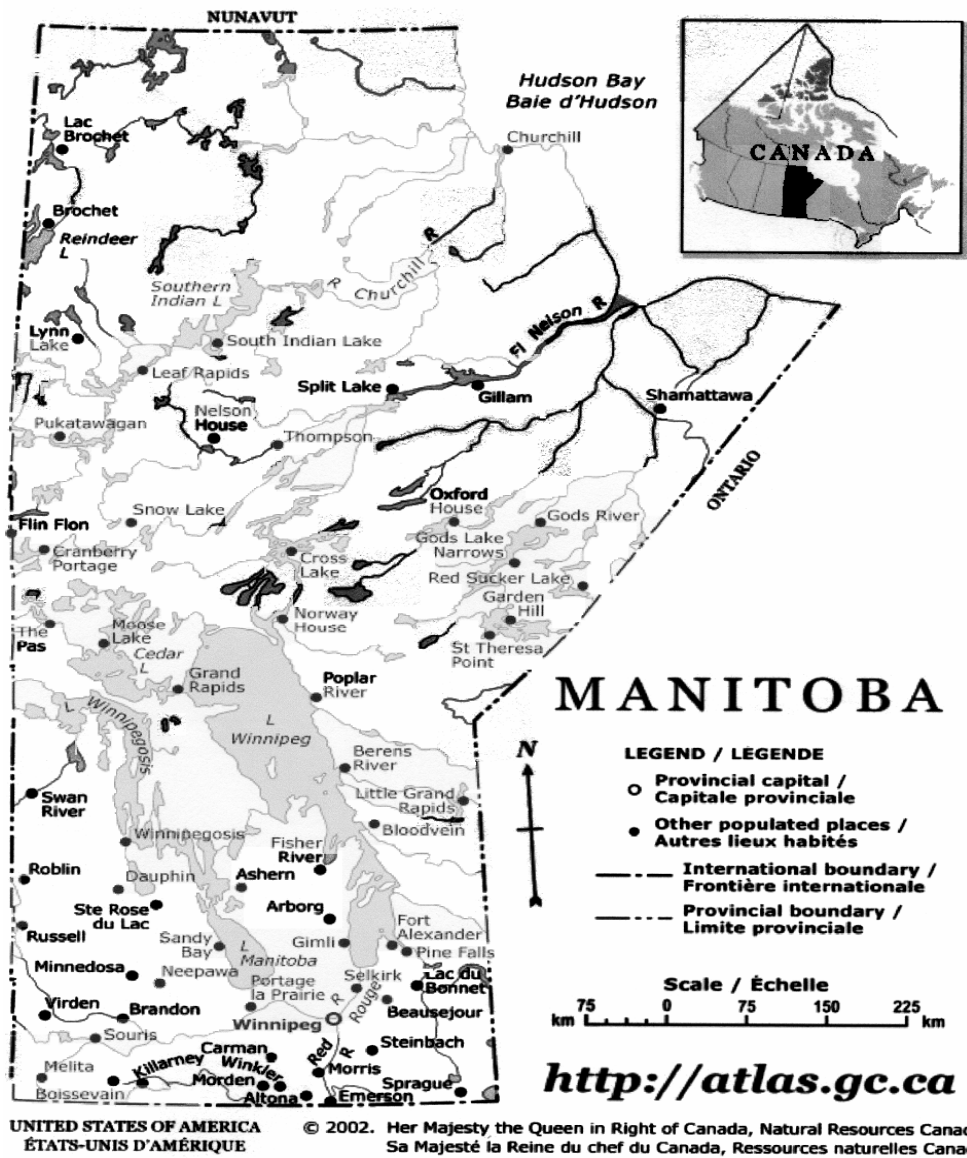 NUNAVUT
Hudson Bay
Baie d'Hudson
Lac
Brochet
Churchill
CANADA
Brochet
Reindeer
L
R Churchill R
Southern
Indian L
Fl Nelson R
Lynn
Lake
South Indian Lake
Leaf Rapids
Split Lake
Gillam
Shamattawa
Nelson
House
Pukatawagan
Thompson
ONTARIO
Oxford
House
Snow Lake
Gods River
Flin Flon
Gods Lake
Narrows
Cranberry
Portage
Cross
Lake
Red Sucker Lake
Garden
Hill
Norway
House
The
Pas
Moose
Lake
Cedar
L
St Theresa
Point
Grand
Rapids
Poplar
River
MANITOBA
L Winnipegosis
L
Winnipeg
N
LEGEND / LÉGENDE
Berens
River
Provincial capital /
Capitale provinciale
Swan
River
Little Grand
Rapids
Other populated places /
Autres lieux habités
Winnipegosis
Bloodvein
Fisher
River
Roblin
Dauphin
Ashern
International boundary /
Frontière internationale
Ste Rose
du Lac
Arborg
Provincial boundary /
Limite provinciale
Russell
Sandy
Bay
L
Manitoba
Gimli
Fort
Alexander
Pine Falls
Minnedosa
Neepawa
Selkirk
Lac du
Bonnet
Scale / Échelle
Portage
la Prairie
R Rouge
75 0 75 150 225
km km
Virden
Brandon
Winnipeg
Beausejour
Souris
Carman
Red R
Steinbach
Melita
Killarney
Winkler
Morris
Boissevain
Morden
Altona
Emerson
Sprague
http://atlas.gc.ca
UNITED STATES OF AMERICA
ÉTATS-UNIS D'AMÉRIQUE
© 2002. Her Majesty the Queen in Right of Canada, Natural Resources Canad
Sa Majesté la Reine du chef du Canada, Ressources naturelles Cana